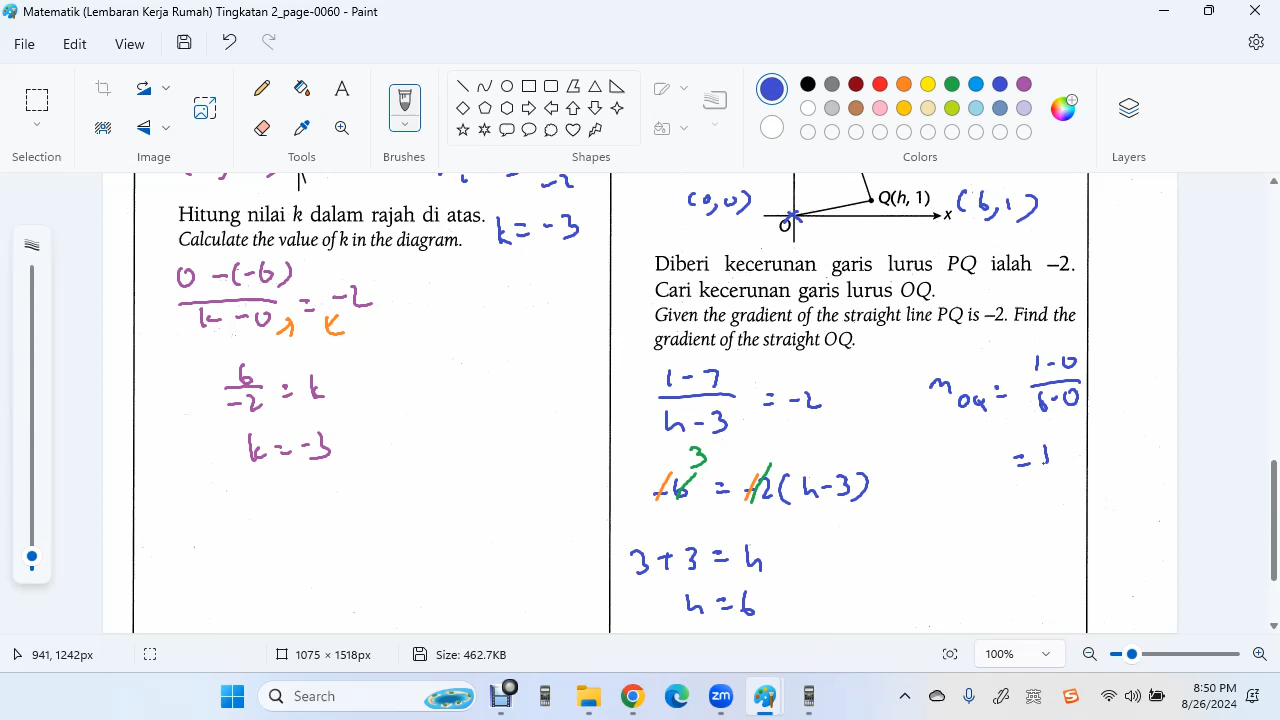 Matematik (Lembaran Kerja Rumah) Tingkatan 2_page-0060 - Paint
File Edit View
Selection Image Tools Brushes Shapes Colors Layers
-2
Hitung nilai k dalam rajah di atas.
Calculate the value of k in the diagram.
k = -3
0 -(-6)
k - 0
= -2
6
-2
= k
k = -3
(0,0)
Q(h, 1)
(6,1)
x
O
Diberi kecerunan garis lurus PQ ialah –2.
Cari kecerunan garis lurus OQ.
Given the gradient of the straight line PQ is –2. Find the
gradient of the straight OQ.
1 - 7
h - 3
= -2
3
-6 = -2(h-3)
3 + 3 = h
h = 6
m OQ = 1-0
6-0
= 1
941, 1242px
1075 × 1518px
Size: 462.7KB
100%
Search
zm
英
8:50 PM
8/26/2024